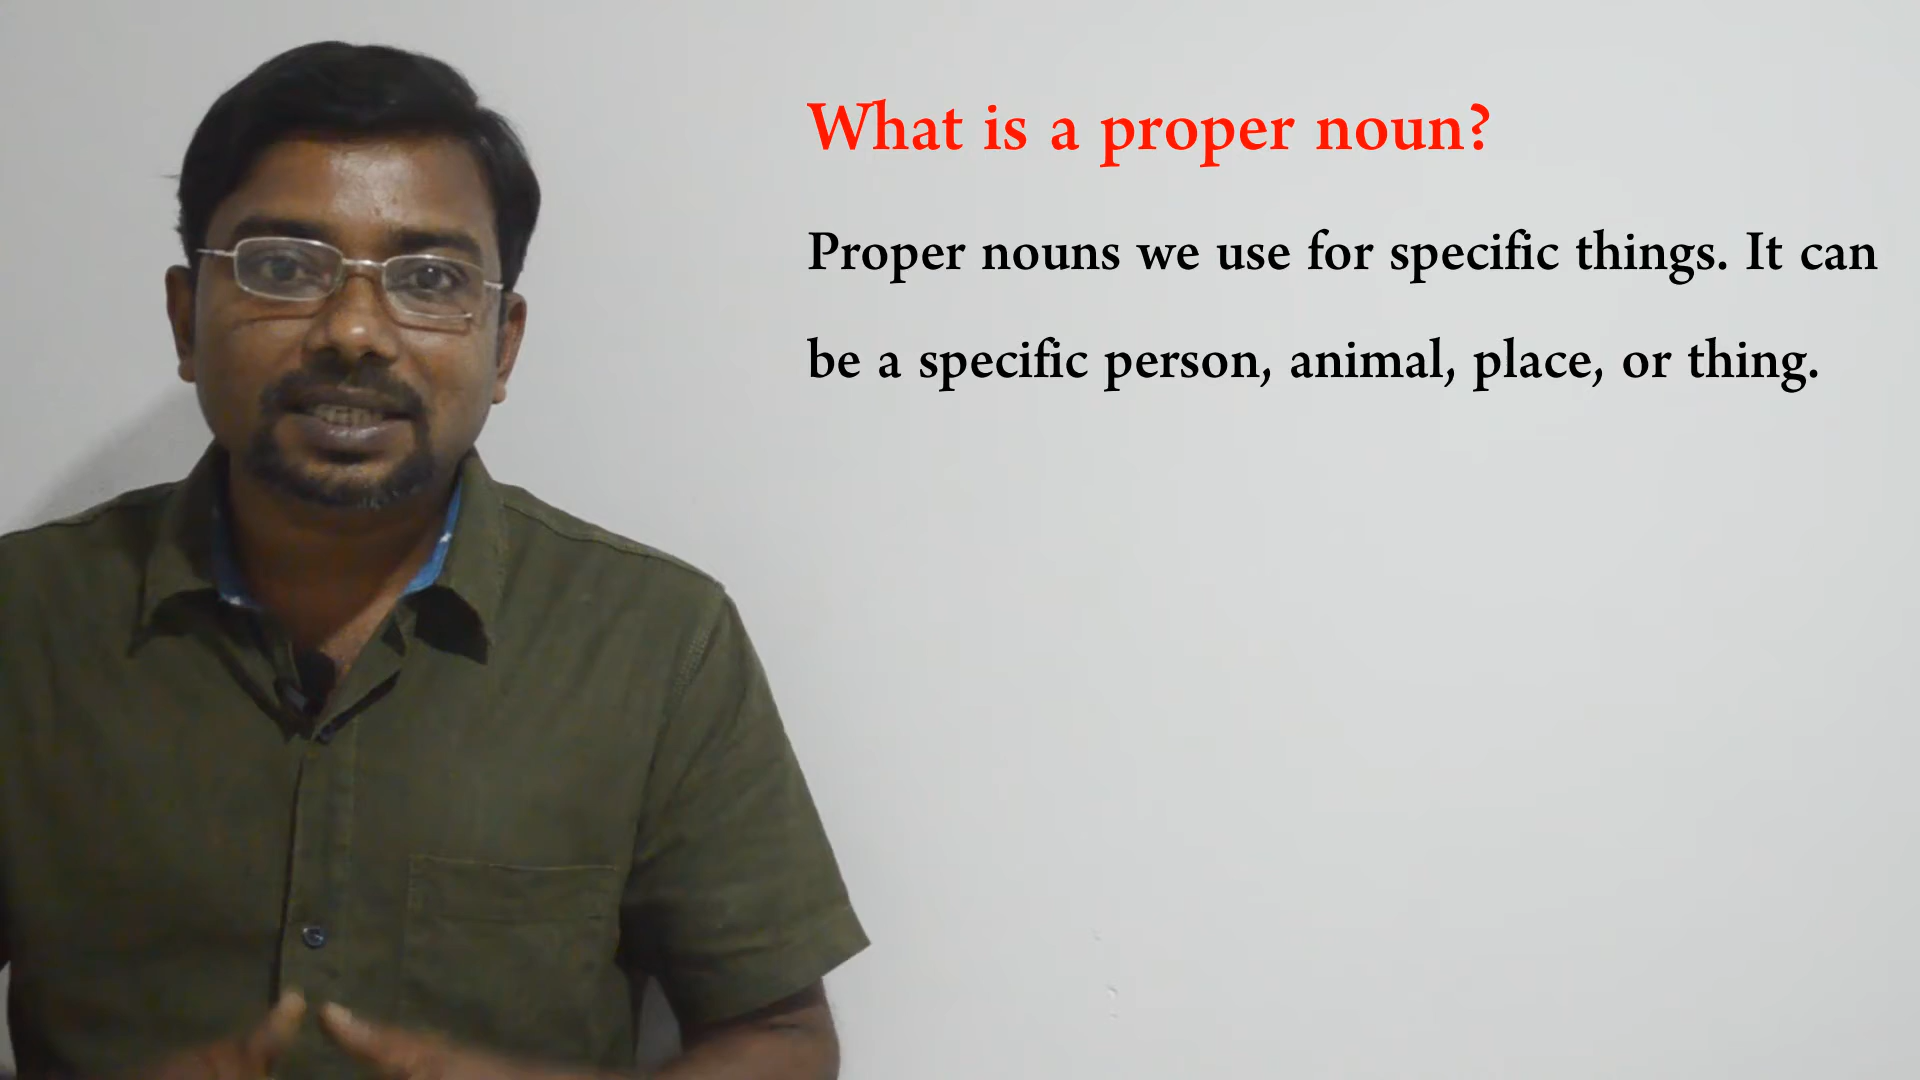 What is a proper noun?
Proper nouns we use for specific things. It can
be a specific person, animal, place, or thing.